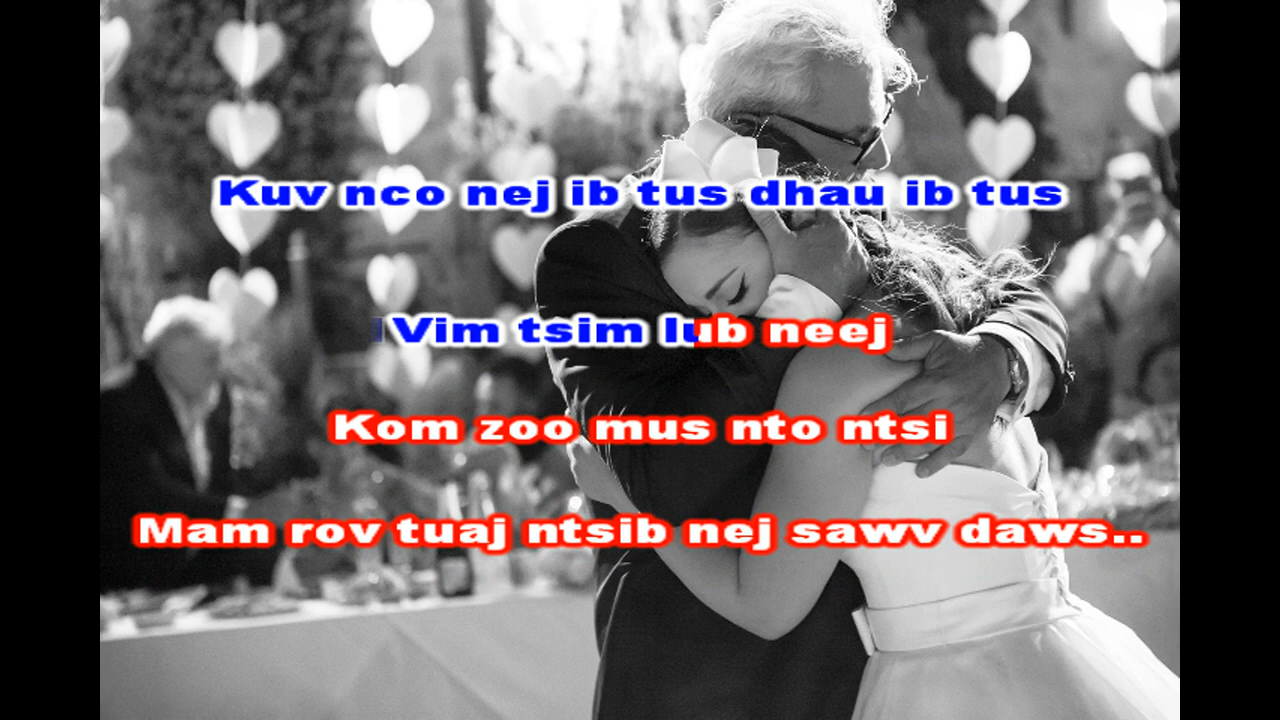 Kuv nco nej ib tus dhau ib tus
Vim tsim lub neej
Kom zoo mus nto ntsi
Mam rov tuaj ntsib nej sawv daws..